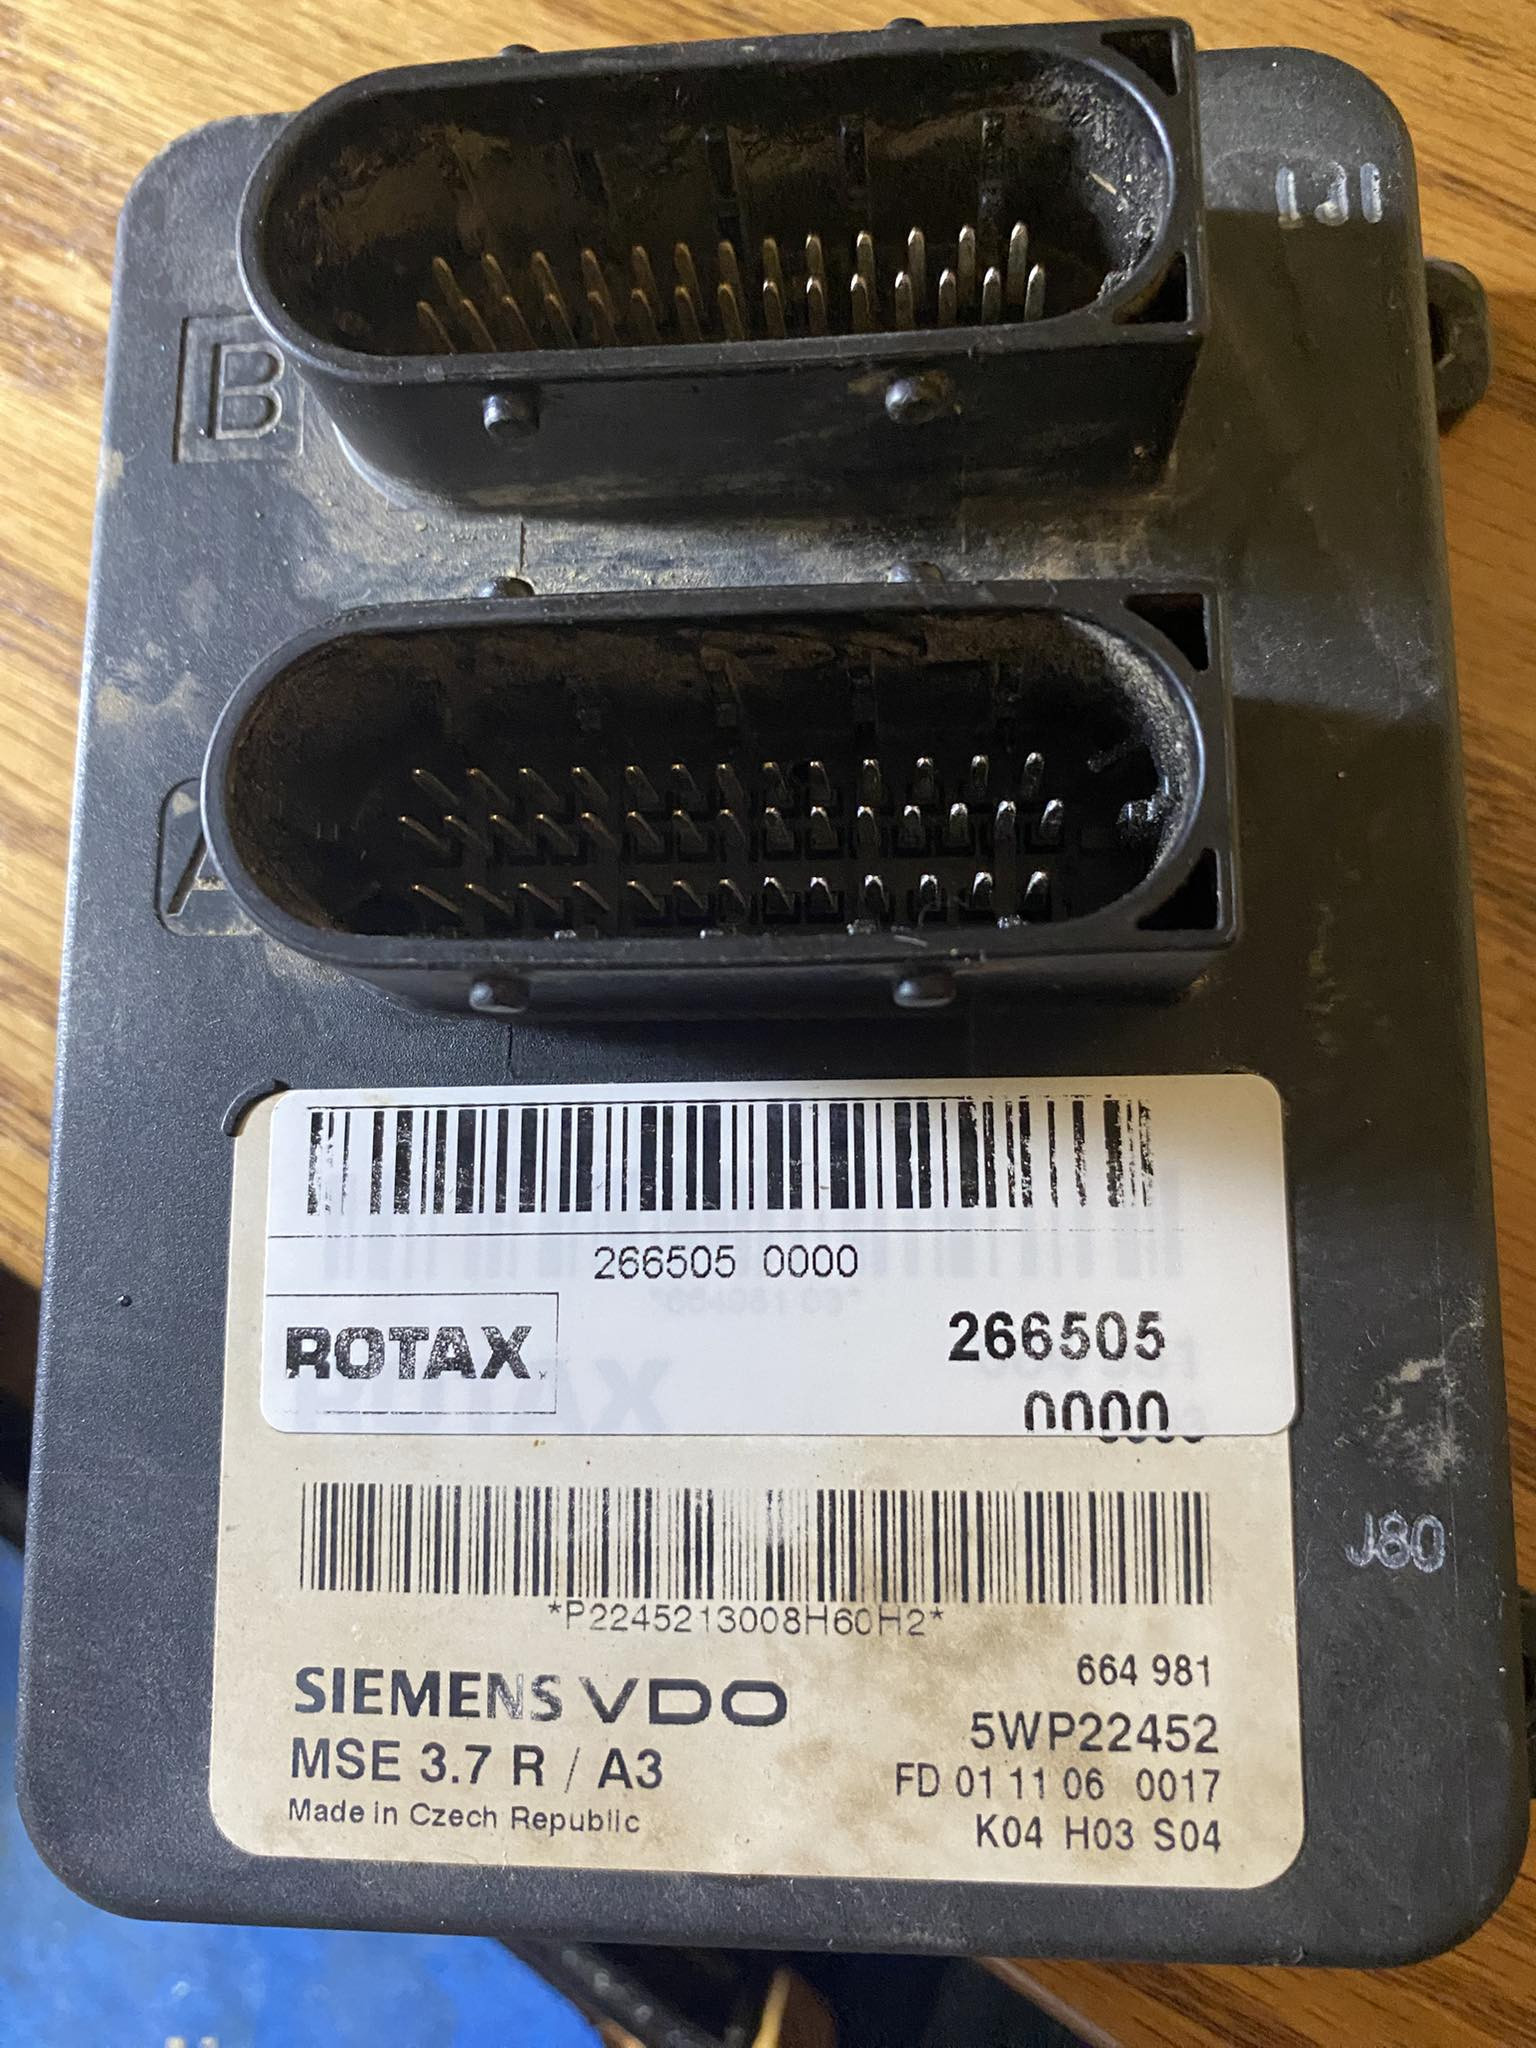 B
A
266505 0000
ROTAX
266505
0000
*P2245213008H60H2*
664 981
SIEMENS VDO
5WP22452
MSE 3.7 R / A3
FD 01 11 06 0017
Made in Czech Republic
K04 H03 S04
J80